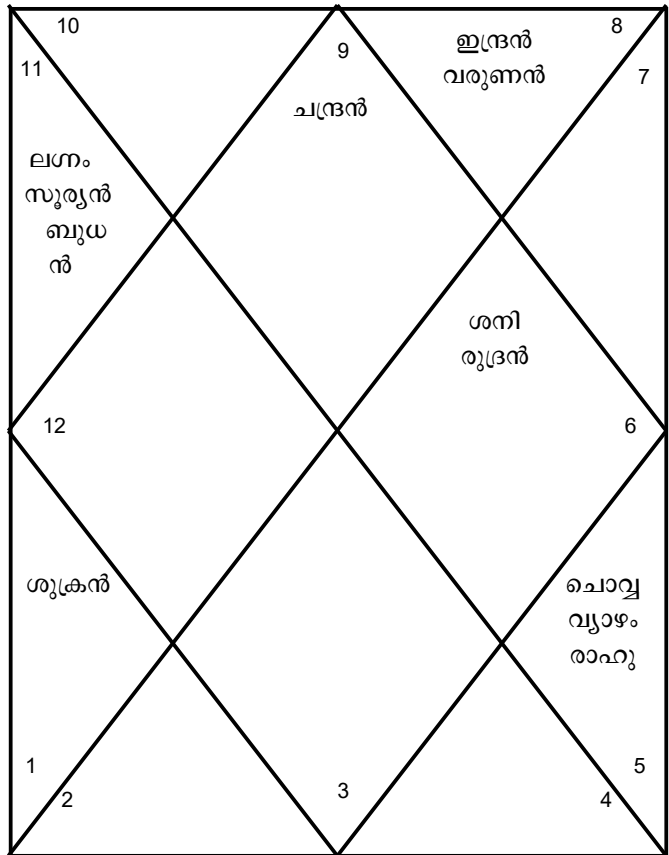 10
9
ഇന്ദ്രൻ
വരുണൻ
8
11
7
ചന്ദ്രൻ
ലഗ്നം
സൂര്യൻ
ബുധ
ൻ
ശനി
രുദ്രൻ
12
6
ശുക്രൻ
ചൊവ്വ
വ്യാഴം
രാഹു
1
5
2
3
4